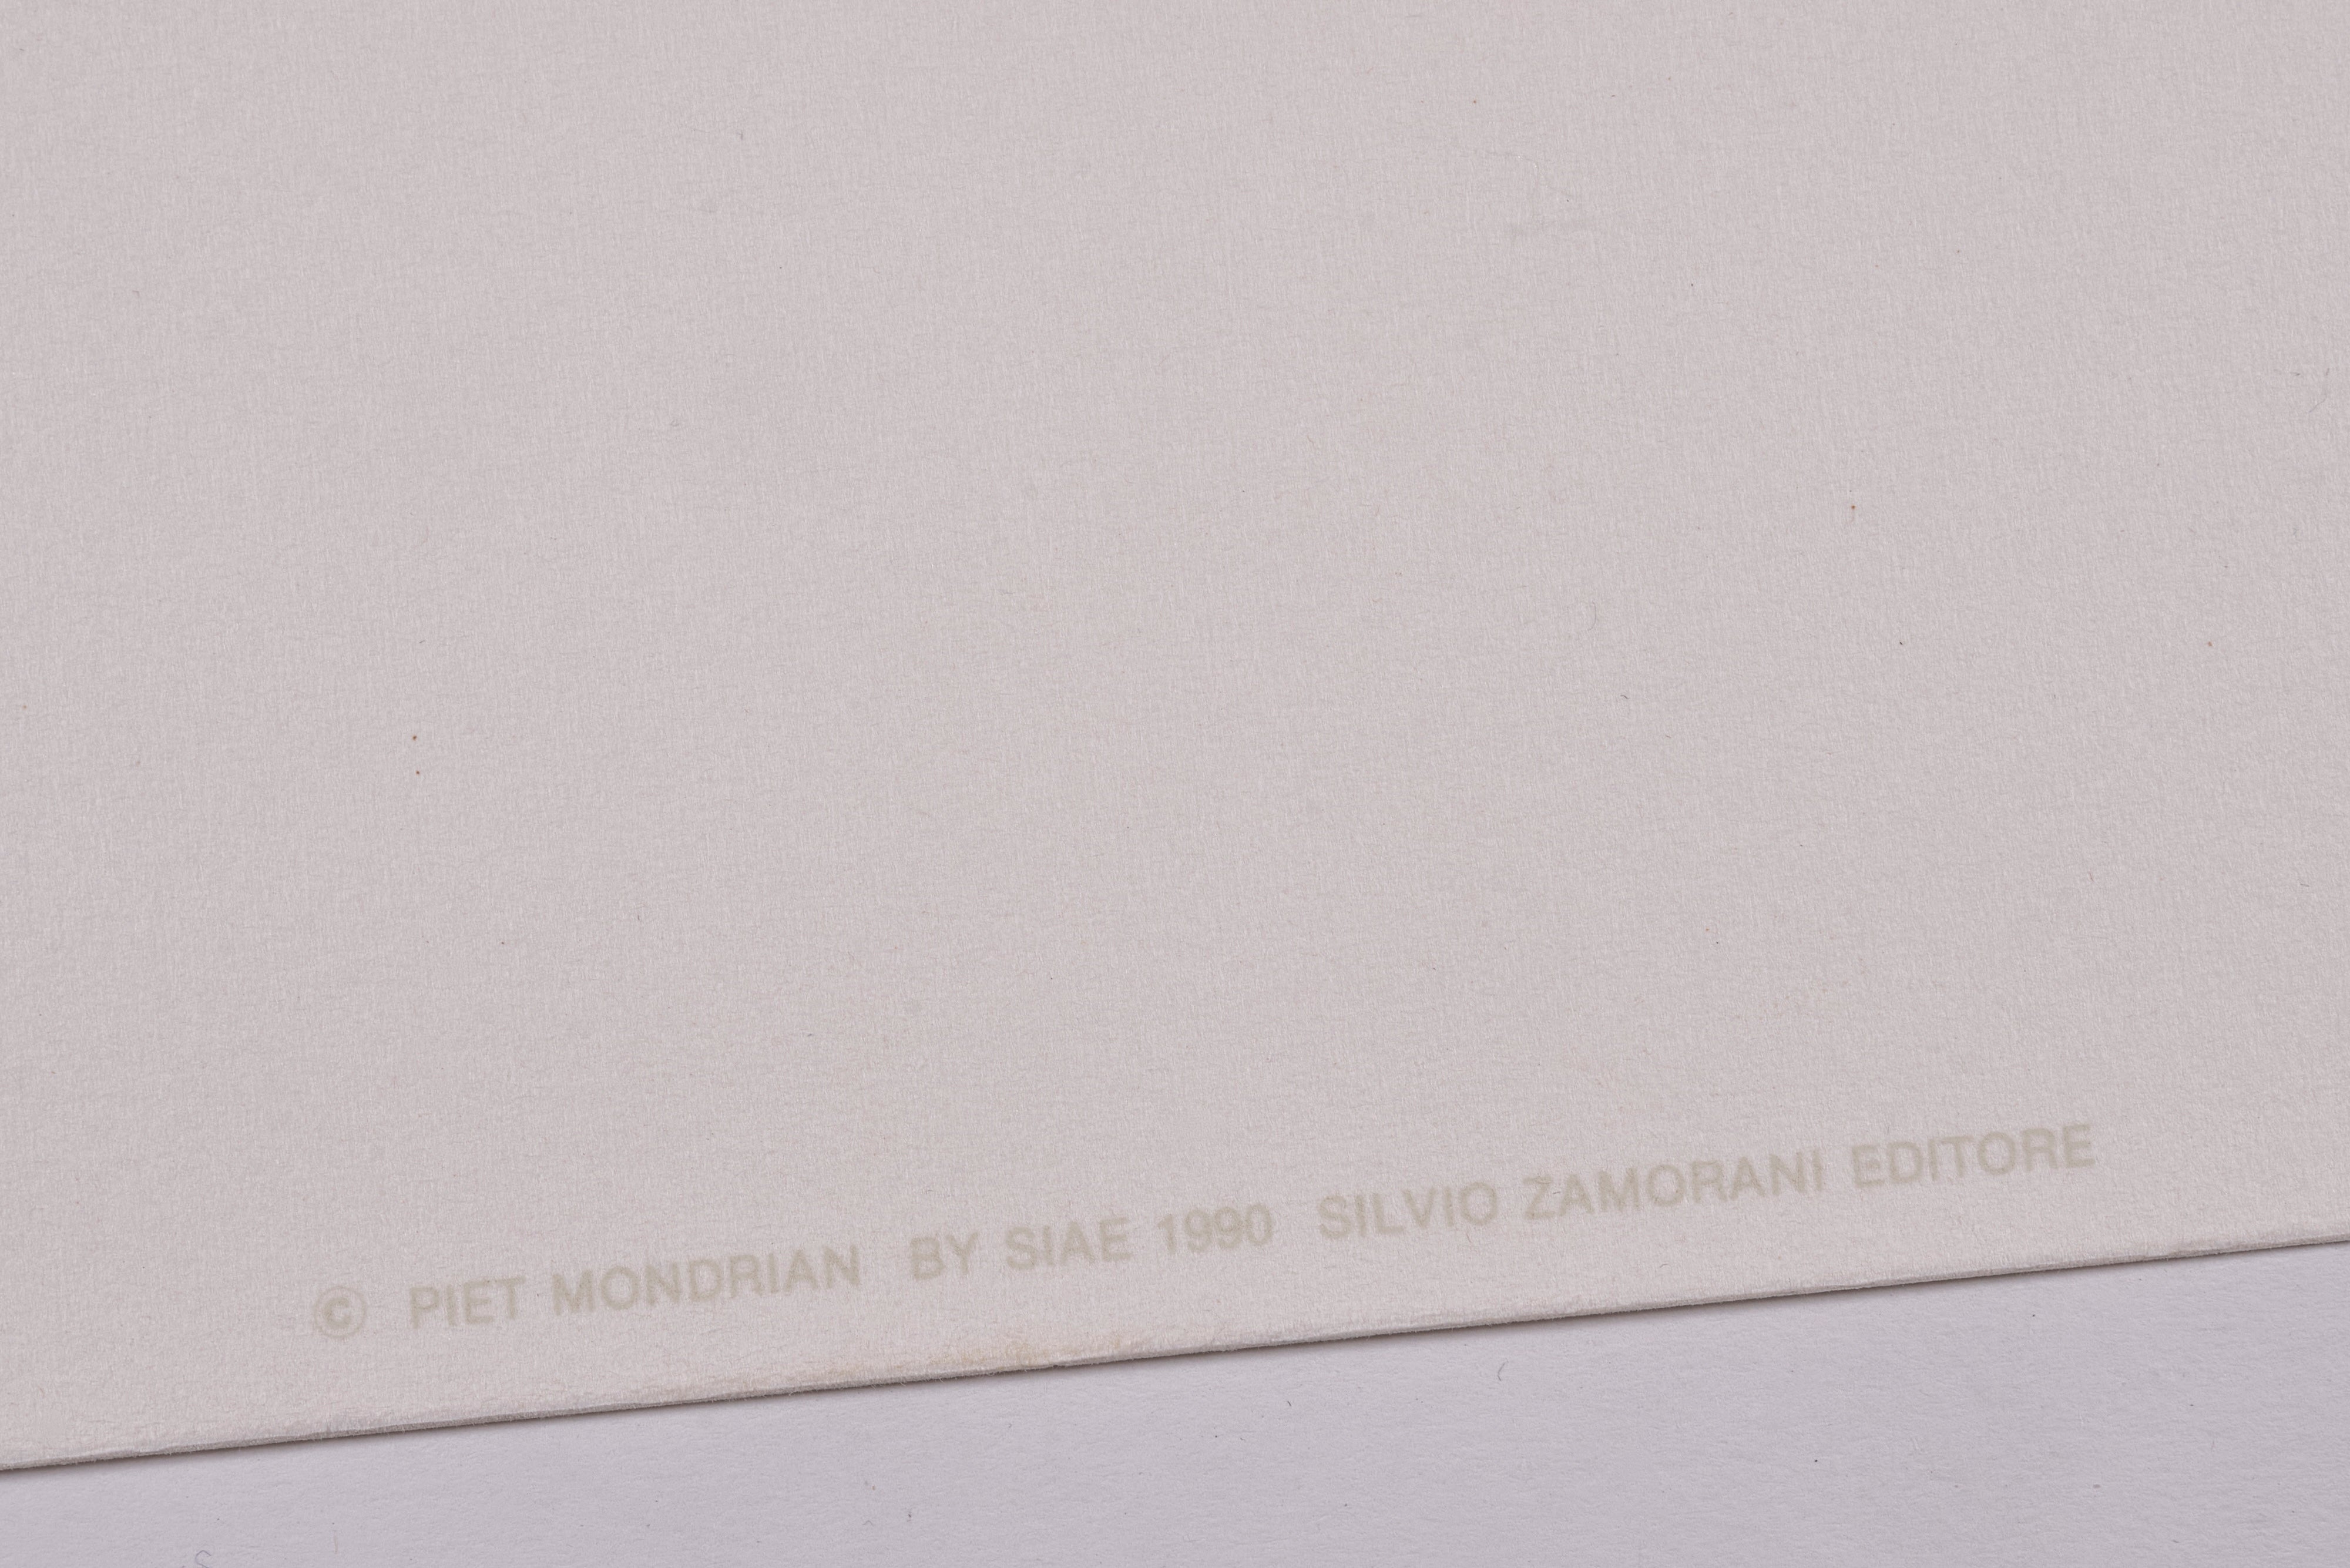 © PIET MONDRIAN BY SIAE 1990 SILVIO ZAMORANI EDITORE